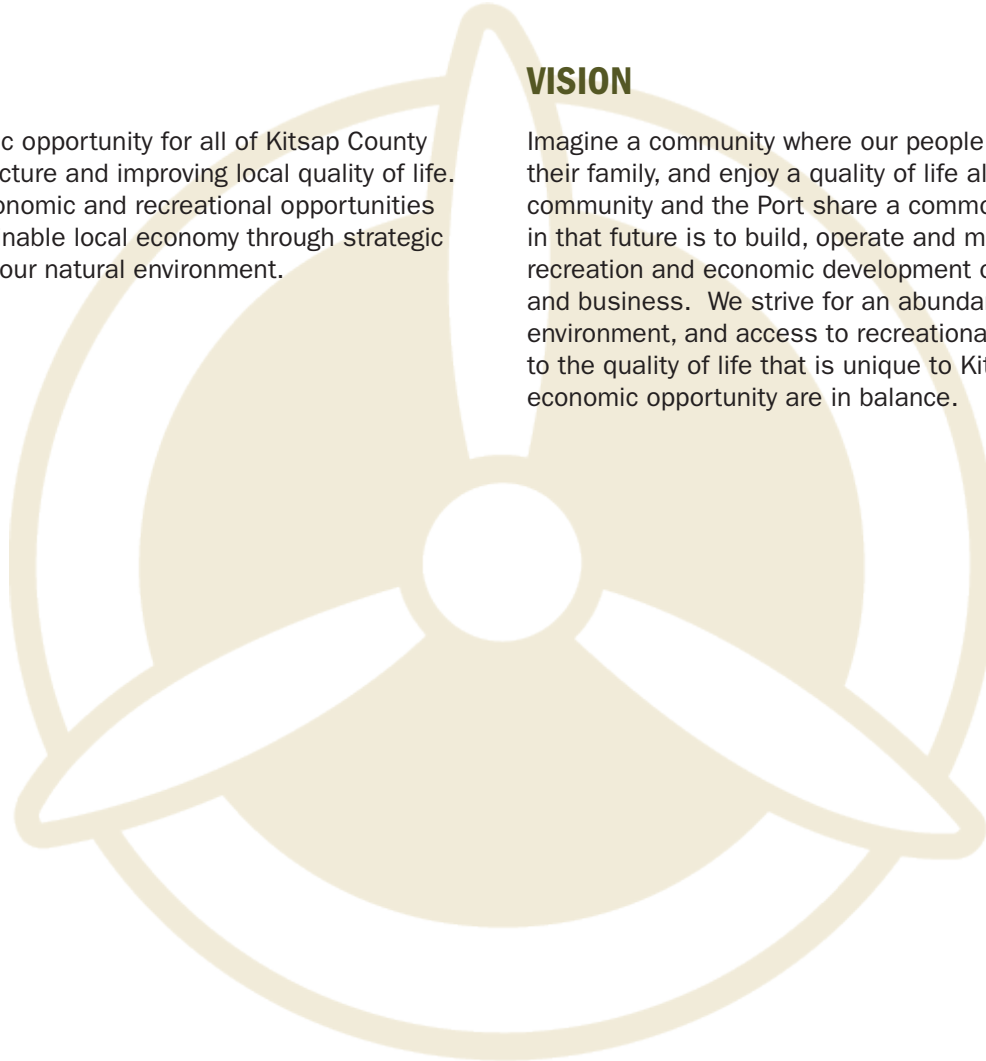 c opportunity for all of Kitsap County
cture and improving local quality of life.
onomic and recreational opportunities
nable local economy through strategic
our natural environment.
VISION
Imagine a community where our people
their family, and enjoy a quality of life al
community and the Port share a commo
in that future is to build, operate and m
recreation and economic development
and business.  We strive for an abundan
environment, and access to recreationa
to the quality of life that is unique to Kit
economic opportunity are in balance.